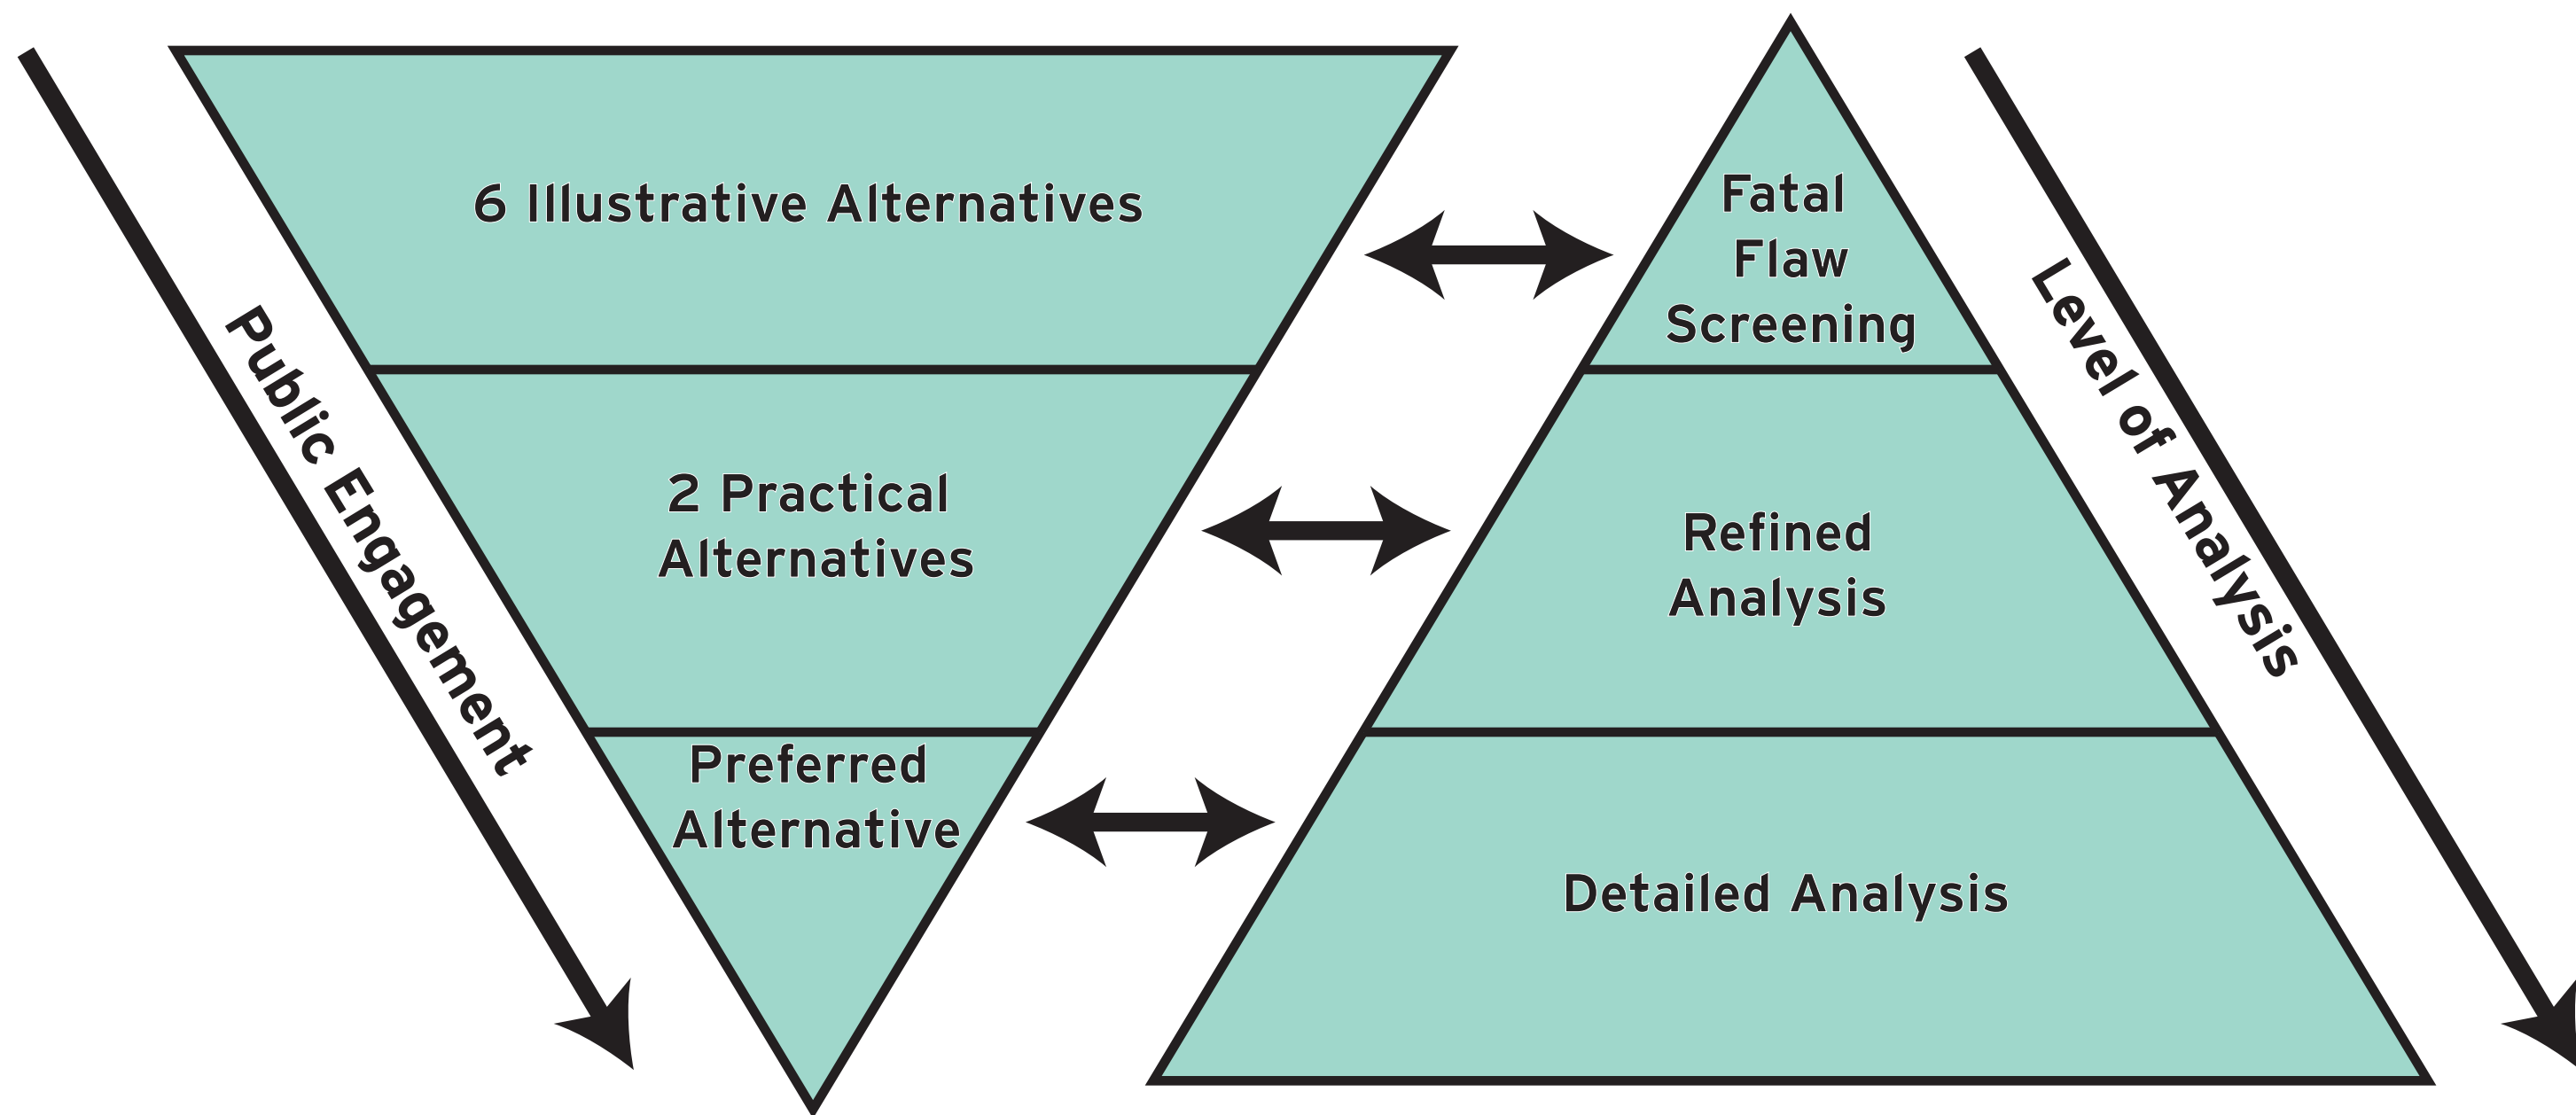 6 Illustrative Alternatives
2 Practical
Alternatives
Preferred
Alternative
Public Engagement
Fatal
Flaw
Screening
Refined
Analysis
Detailed Analysis
Level of Analysis